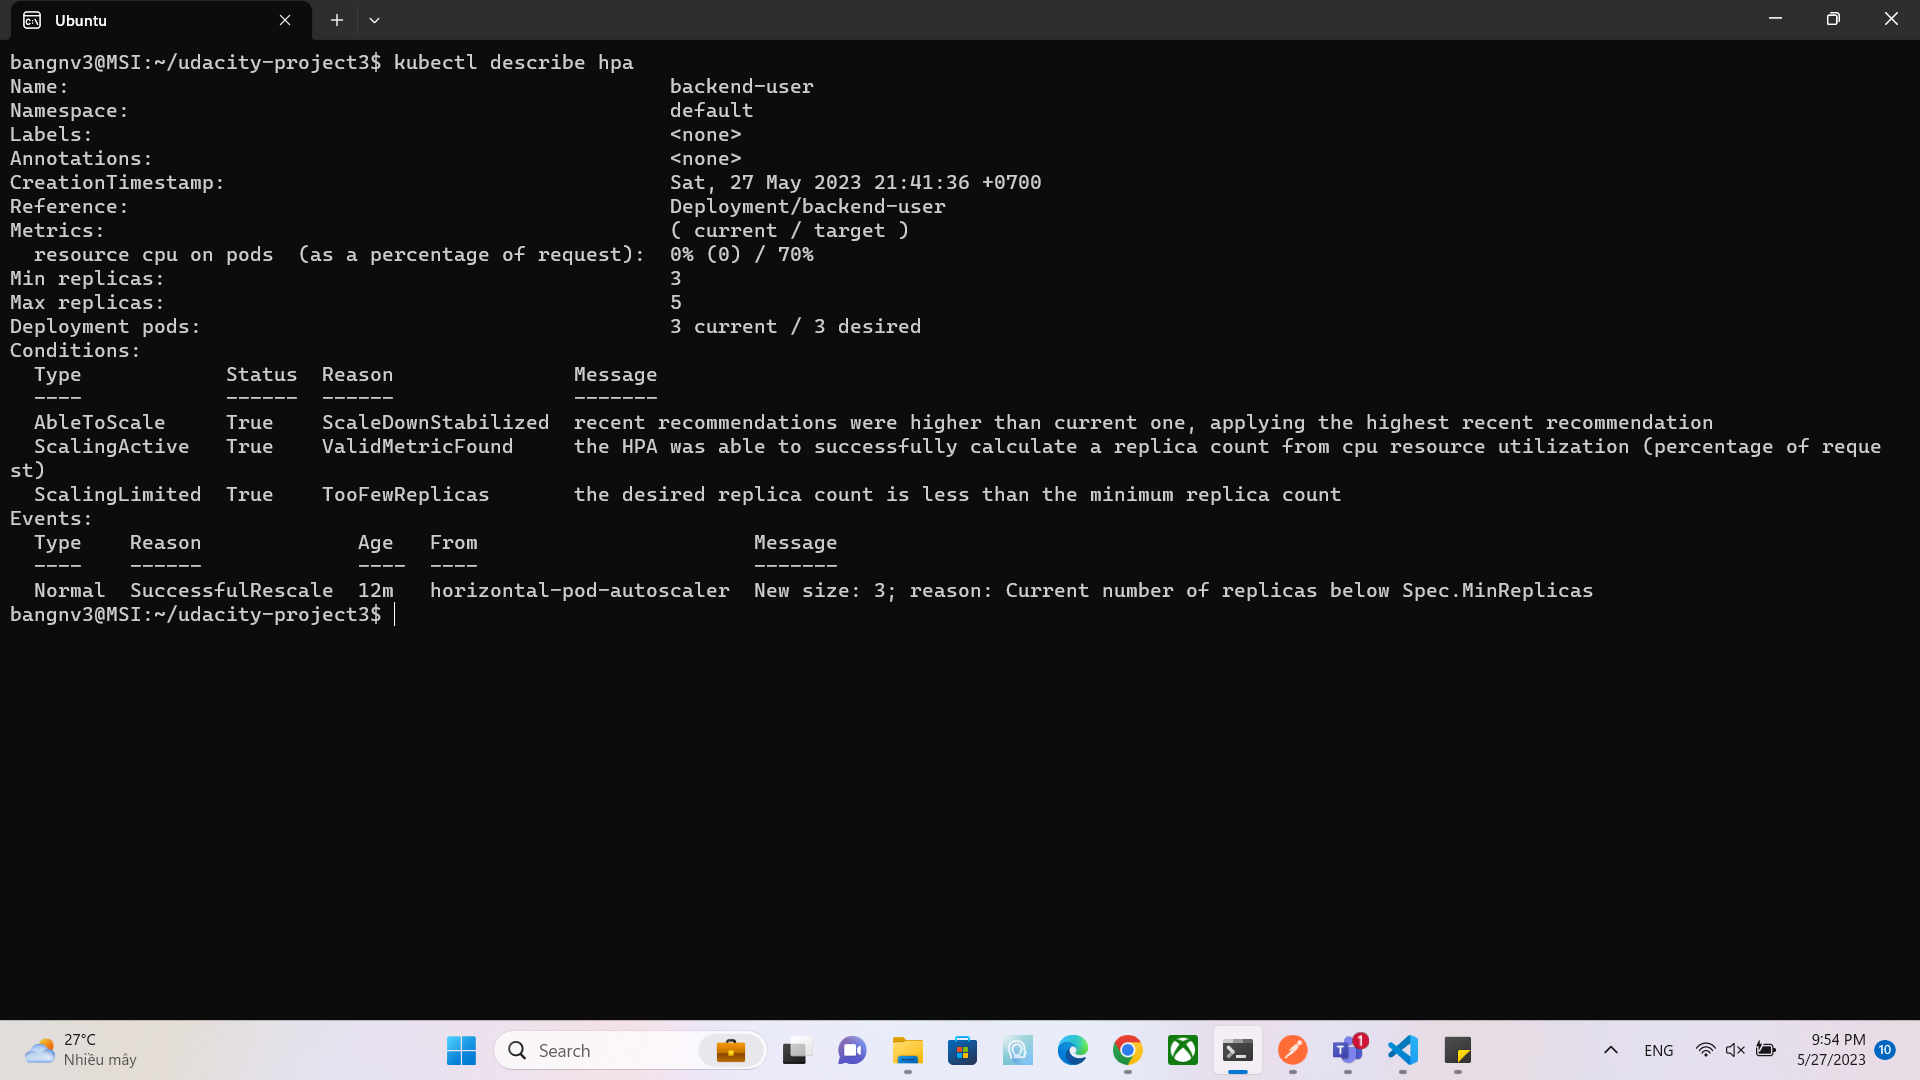 Ubuntu
bangnv3@MSI:~/udacity-project3$ kubectl describe hpa
Name: backend-user
Namespace: default
Labels: <none>
Annotations: <none>
CreationTimestamp: Sat, 27 May 2023 21:41:36 +0700
Reference: Deployment/backend-user
Metrics: ( current / target )
  resource cpu on pods  (as a percentage of request): 0% (0) / 70%
Min replicas: 3
Max replicas: 5
Deployment pods: 3 current / 3 desired
Conditions:
  Type            Status  Reason               Message
  ----            ------  ------               -------
  AbleToScale     True    ScaleDownStabilized  recent recommendations were higher than current one, applying the highest recent recommendation
  ScalingActive   True    ValidMetricFound     the HPA was able to successfully calculate a replica count from cpu resource utilization (percentage of reque
st)
  ScalingLimited  True    TooFewReplicas       the desired replica count is less than the minimum replica count
Events:
  Type    Reason             Age   From                       Message
  ----    ------             ----  ----                       -------
  Normal  SuccessfulRescale  12m   horizontal-pod-autoscaler  New size: 3; reason: Current number of replicas below Spec.MinReplicas
bangnv3@MSI:~/udacity-project3$
27°C
Nhiều mây
Search
1
ENG
9:54 PM
5/27/2023
10